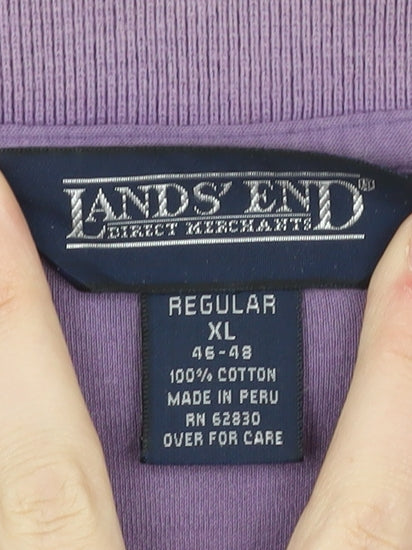 LANDS' END®
DIRECT MERCHANTS
REGULAR
XL
46-48
100% COTTON
MADE IN PERU
RN 62830
OVER FOR CARE